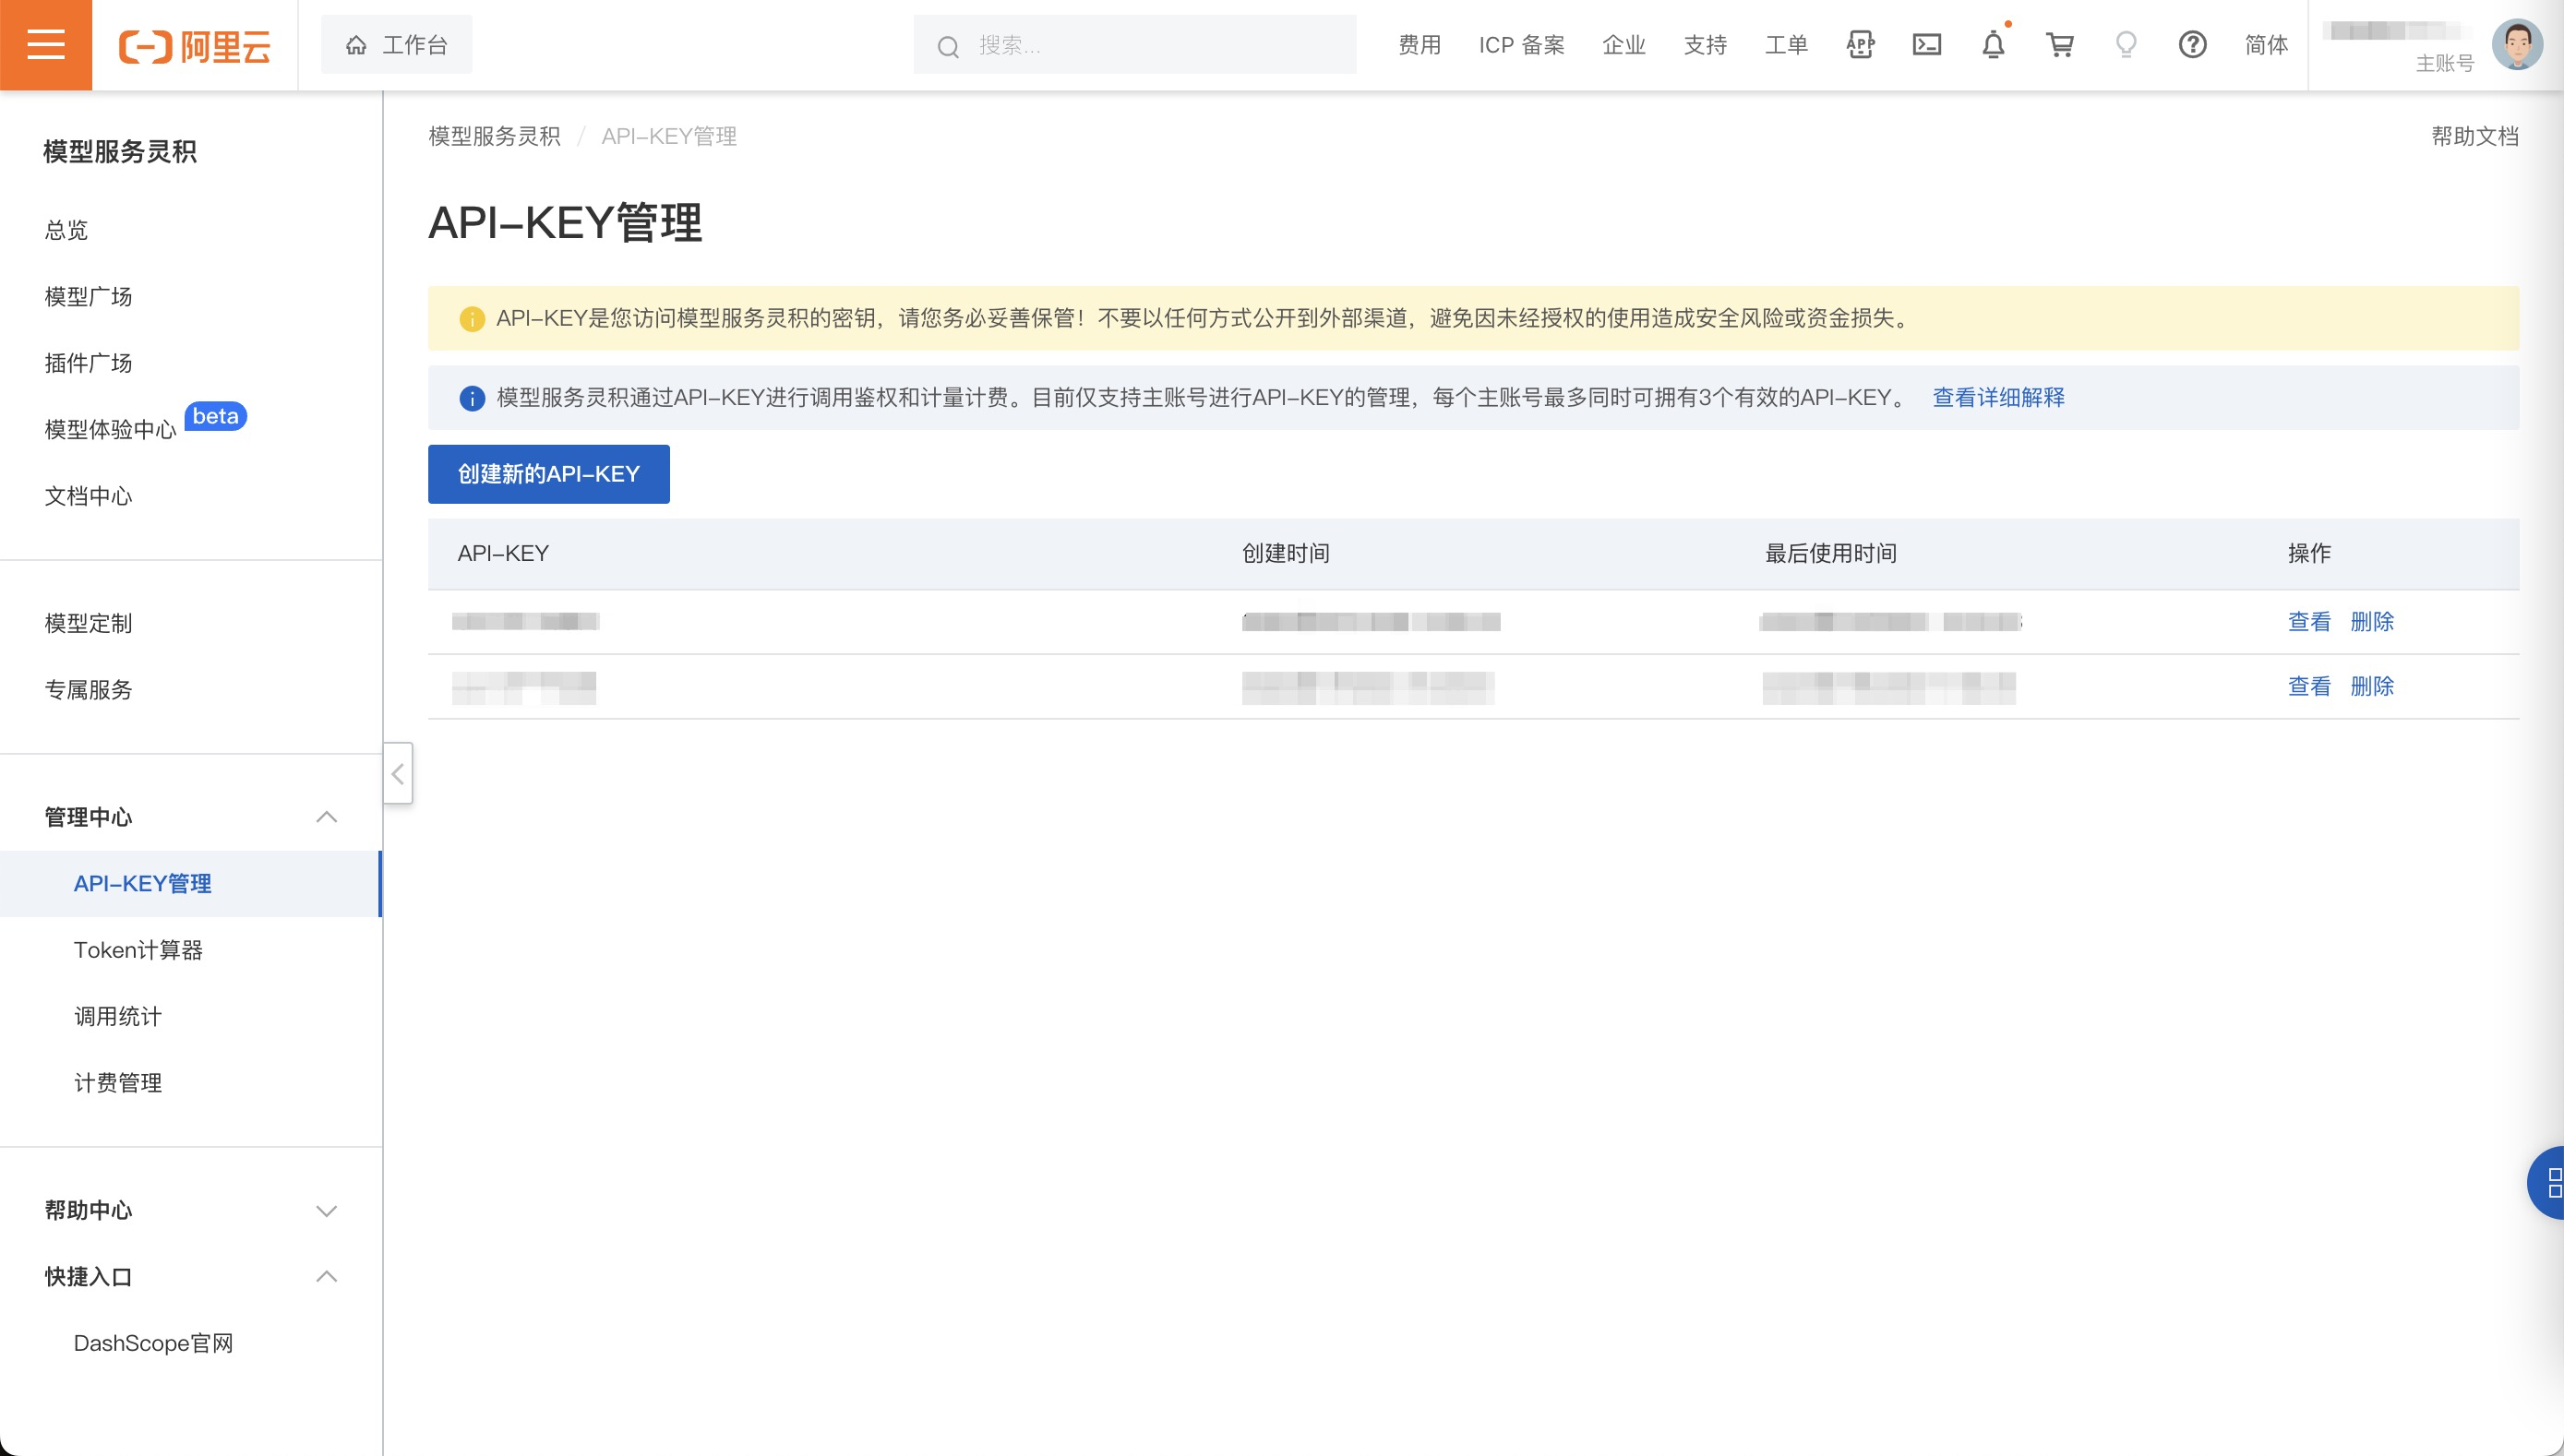 阿里云
工作台
搜索...
费用
ICP 备案
企业
支持
工单
APP
简体
主账号
模型服务灵积
总览
模型广场
插件广场
模型体验中心 beta
文档中心
模型定制
专属服务
管理中心
API-KEY管理
Token计算器
调用统计
计费管理
帮助中心
快捷入口
DashScope官网
模型服务灵积 / API-KEY管理
帮助文档
API-KEY管理
API-KEY是您访问模型服务灵积的密钥，请您务必妥善保管！不要以任何方式公开到外部渠道，避免因未经授权的使用造成安全风险或资金损失。
模型服务灵积通过API-KEY进行调用鉴权和计量计费。目前仅支持主账号进行API-KEY的管理，每个主账号最多同时可拥有3个有效的API-KEY。 查看详细解释
创建新的API-KEY
API-KEY 创建时间 最后使用时间 操作
查看 删除
查看 删除